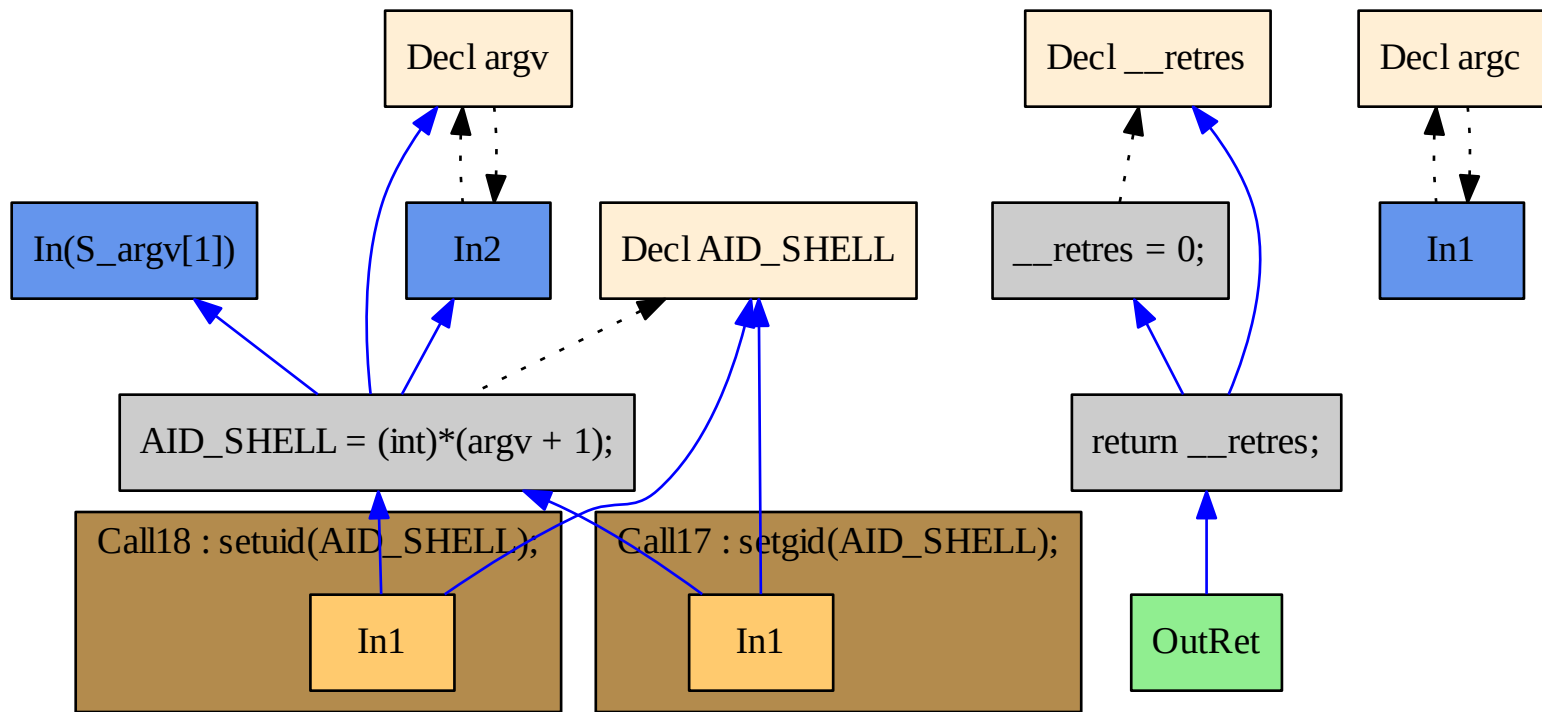 Decl argv
Decl __retres
Decl argc
In(S_argv[1])
In2
Decl AID_SHELL
__retres = 0;
In1
AID_SHELL = (int)*(argv + 1);
return __retres;
Call18 : setuid(AID_SHELL);
Call17 : setgid(AID_SHELL);
In1
In1
OutRet